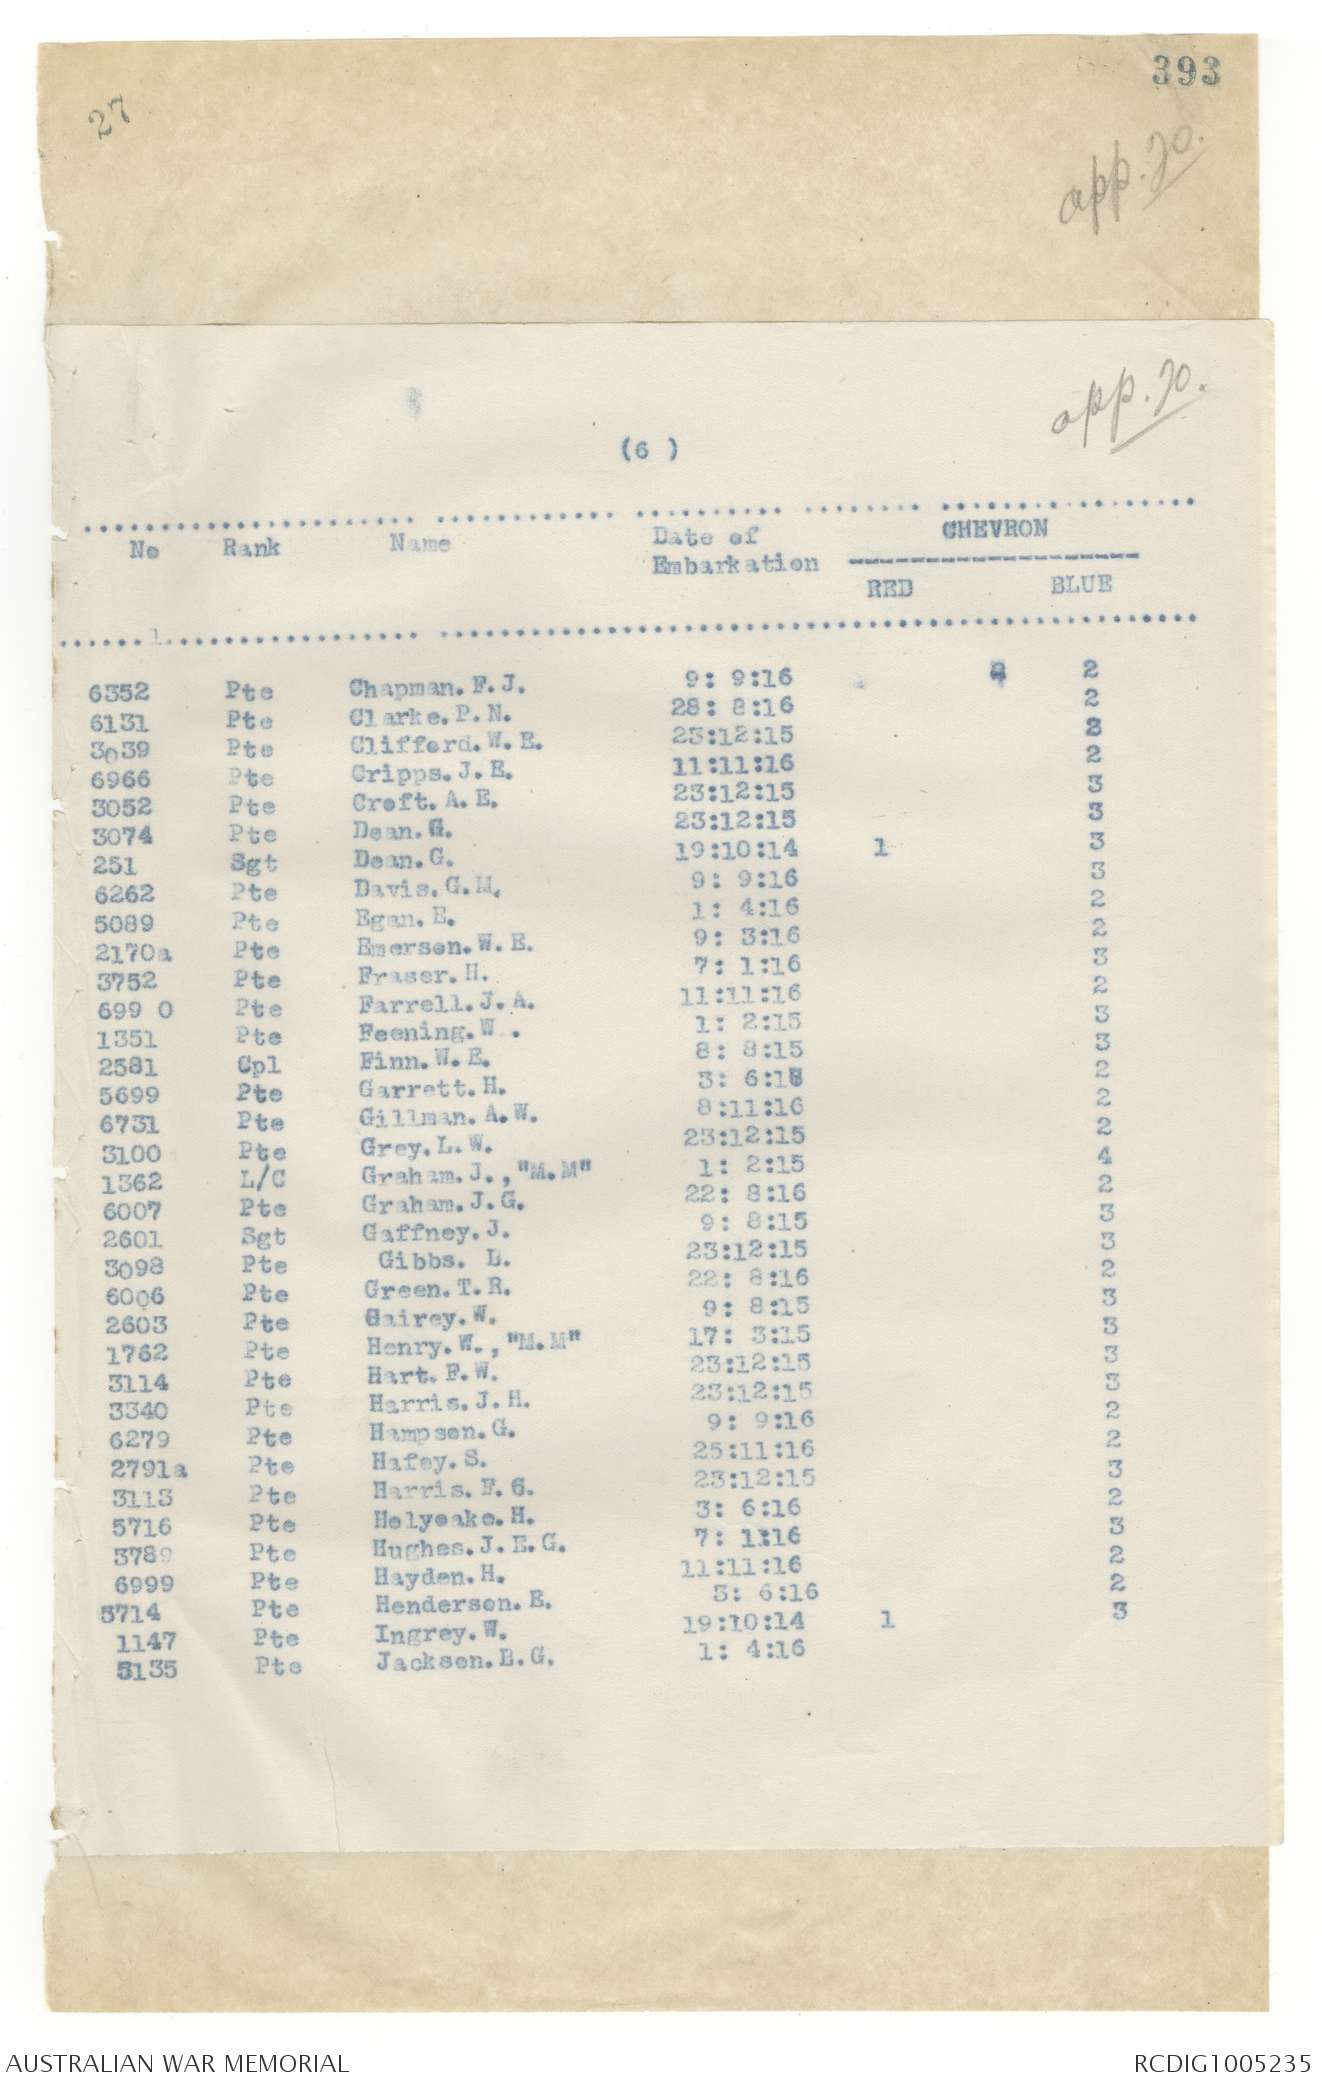 393
27
app. 70.
app. 70.
(6 )
No Rank Name Date of Embarkation CHEVRON
RED BLUE
6352 Pte Chapman. F. J. 9: 9:16 2
6131 Pte Clarke. P. N. 28: 8:16 2
3039 Pte Clifford. W. E. 23:12:15 3
6966 Pte Cripps. J. E. 11:11:16 2
3052 Pte Croft. A. E. 23:12:15 3
3074 Pte Dean. G. 23:12:15 3
251 Sgt Dean. G. 19:10:14 1 3
6262 Pte Davis. G. M. 9: 9:16 3
5089 Pte Egan. E. 1: 4:16 2
2170a Pte Emerson. W. E. 9: 3:16 2
3752 Pte Fraser. H. 7: 1:16 3
699 0 Pte Farrell. J. A. 11:11:16 2
1351 Pte Feening. W . 1: 2:15 3
2581 Cpl Finn. W. E. 8: 8:15 3
5699 Pte Garrett. H. 3: 6:16 2
6731 Pte Gillman. A. W. 8:11:16 2
3100 Pte Grey. L. W. 23:12:15 2
1362 L/C Graham. J. , "M. M" 1: 2:15 4
6007 Pte Graham. J. G. 22: 8:16 2
2601 Sgt Gaffney. J. 9: 8:15 3
3098 Pte Gibbs. L. 23:12:15 3
6006 Pte Green. T. R. 22: 8:16 2
2603 Pte Gairey. W. 9: 8:15 3
1762 Pte Henry. W. , "M. M" 17: 3:15 3
3114 Pte Hart. F. W. 23:12:15 3
3340 Pte Harris. J. H. 23:12:15 3
6279 Pte Hampson. G. 9: 9:16 2
2791a Pte Hafey. S. 25:11:16 2
3113 Pte Harris. F. G. 23:12:15 3
5716 Pte Holyoake. H. 3: 6:16 2
3789 Pte Hughes. J. E. G. 7: 1:16 3
6999 Pte Hayden. H. 11:11:16 2
5714 Pte Henderson. E. 3: 6:16 2
1147 Pte Ingrey. W. 19:10:14 1 3
5135 Pte Jackson. B. G. 1: 4:16
AUSTRALIAN WAR MEMORIAL
RCDIG1005235